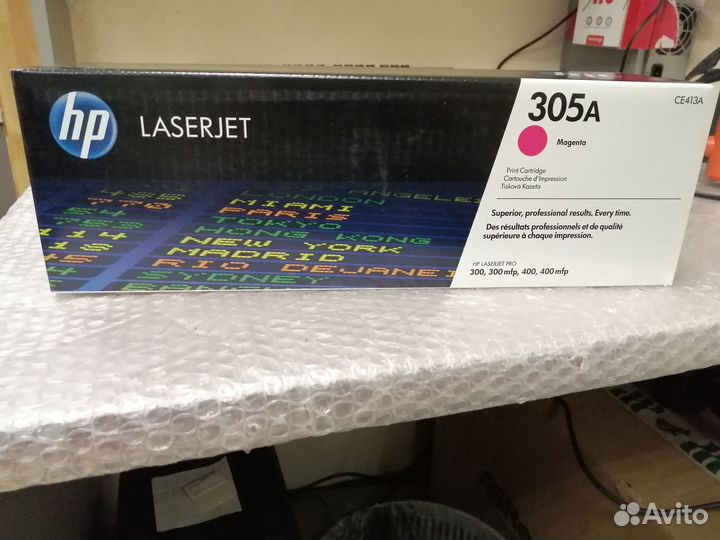 hp
LASERJET
305A
CE413A
Magenta
Print Cartridge
Cartouche d'Impression
Tisková Kazeta
Superior, professional results. Every time.
Des résultats professionnels et de qualité
supérieure à chaque impression.
HP LASERJET PRO
300, 300 mfp, 400, 400 mfp
MIAMI
PARIS
TOKYO
HONG KONG
NEW YORK
MADRID
RIO DE JANEI
SYDNEY
Avito